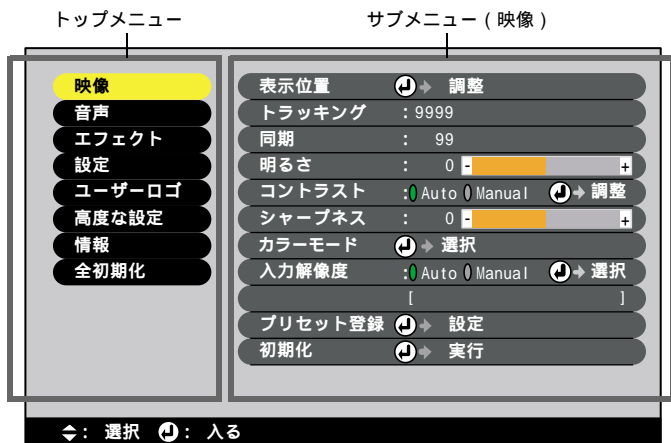 トップメニュー
サブメニュー ( 映像 )
映像
音声
エフェクト
設定
ユーザーロゴ
高度な設定
情報
全初期化
表示位置 調整
トラッキング : 9999
同期 : 99
明るさ : 0 - +
コントラスト : Auto Manual 調整
シャープネス : 0 - +
カラーモード 選択
入力解像度 : Auto Manual 選択
[ ]
プリセット登録 設定
初期化 実行
: 選択 : 入る